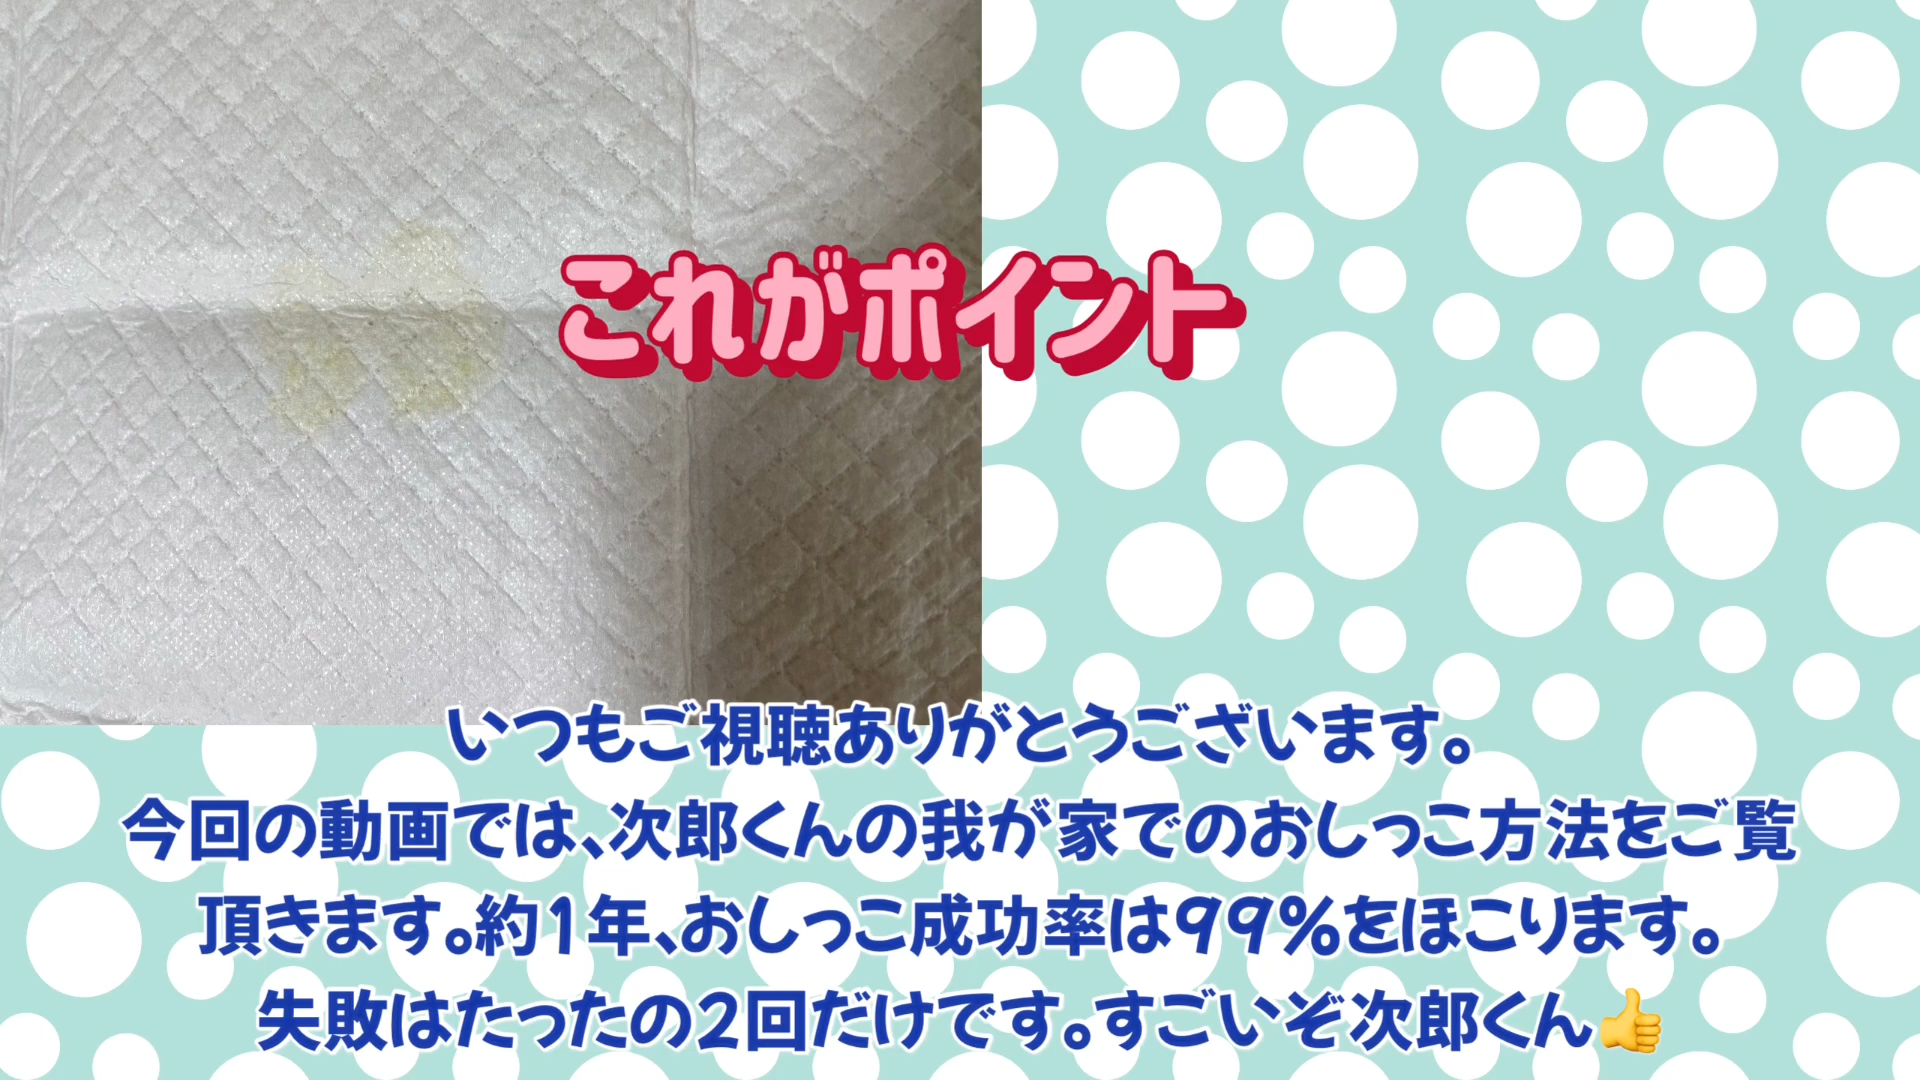 これがポイント
いつもご視聴ありがとうございます。
今回の動画では、次郎くんの我が家でのおしっこ方法をご覧
頂きます。約1年、おしっこ成功率は99%をほこります。
失敗はたったの2回だけです。すごいぞ次郎くん👍